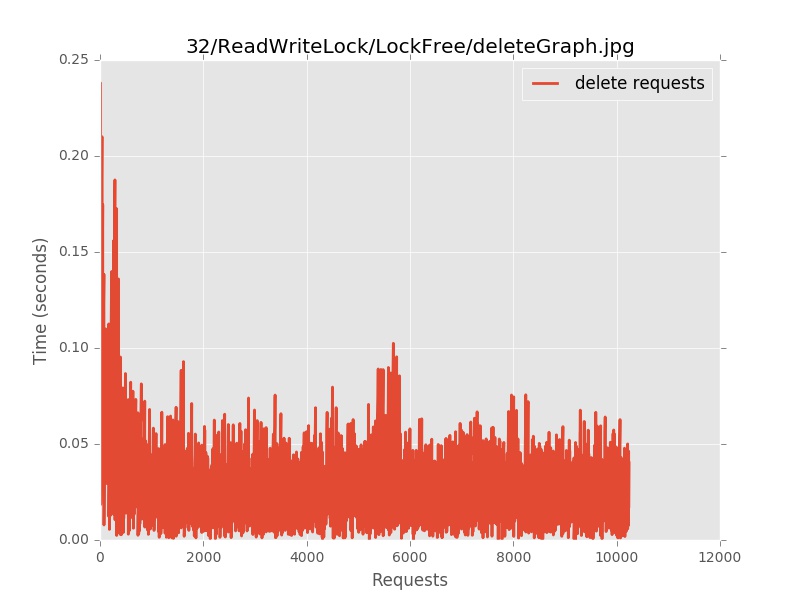 32/ReadWriteLock/LockFree/deleteGraph.jpg
delete requests
Time (seconds)
0.25
0.20
0.15
0.10
0.05
0.00
0 2000 4000 6000 8000 10000 12000
Requests